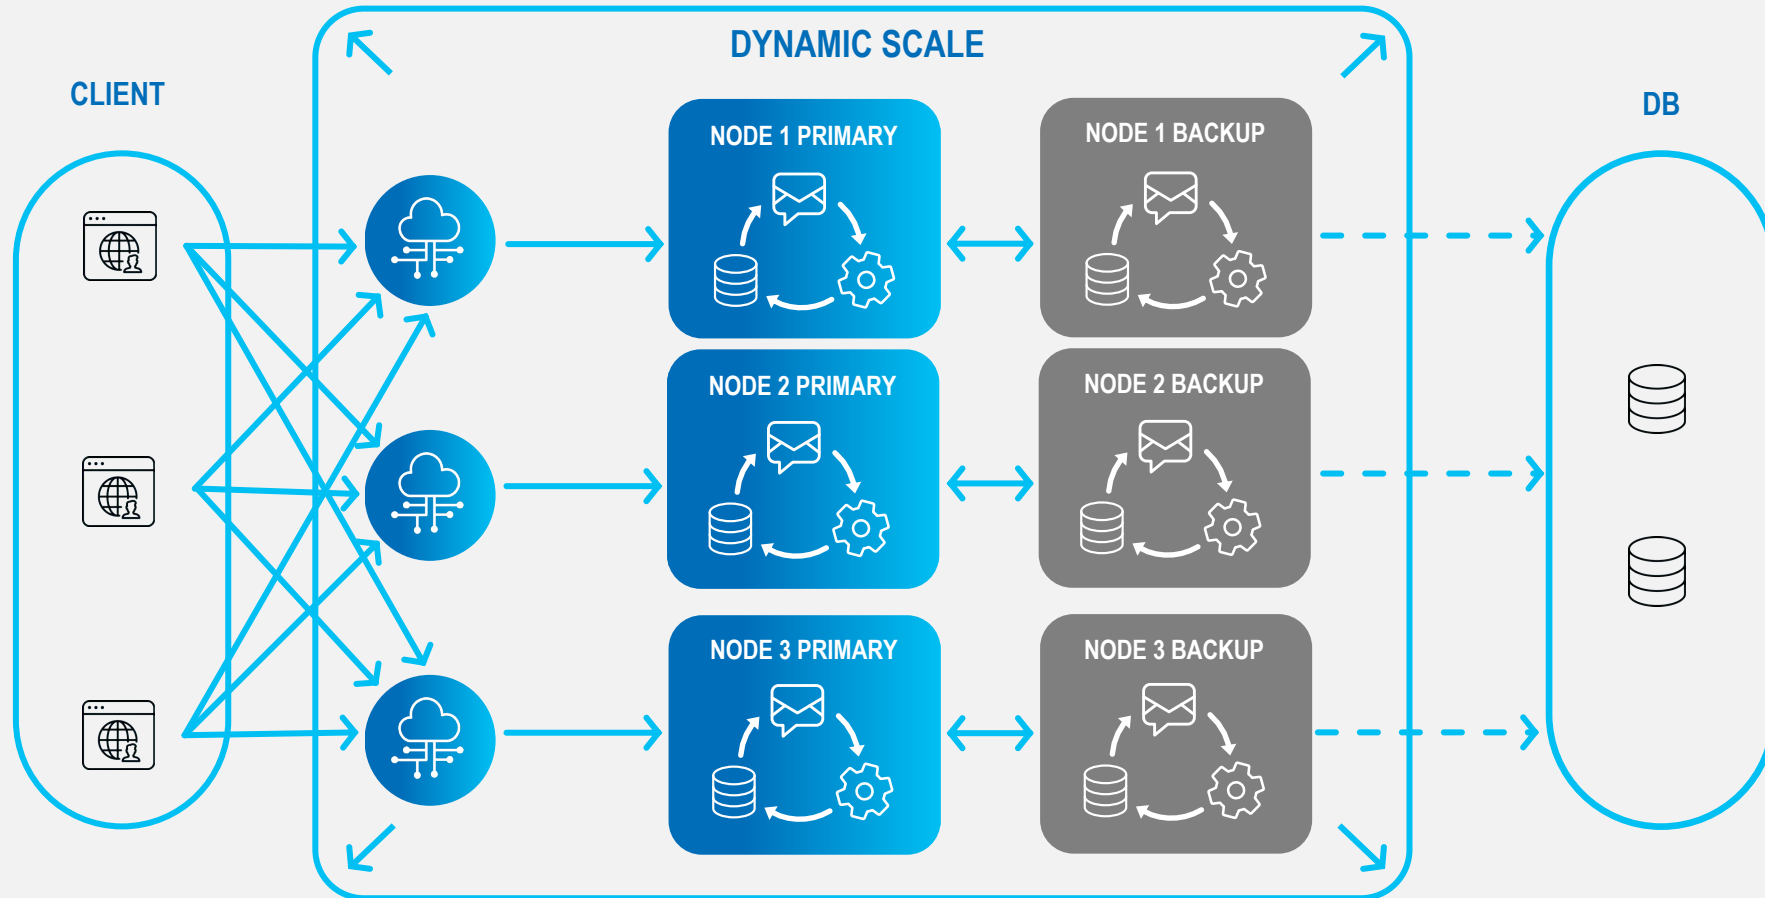 DYNAMIC SCALE
CLIENT
DB
NODE 1 PRIMARY
NODE 1 BACKUP
NODE 2 PRIMARY
NODE 2 BACKUP
NODE 3 PRIMARY
NODE 3 BACKUP